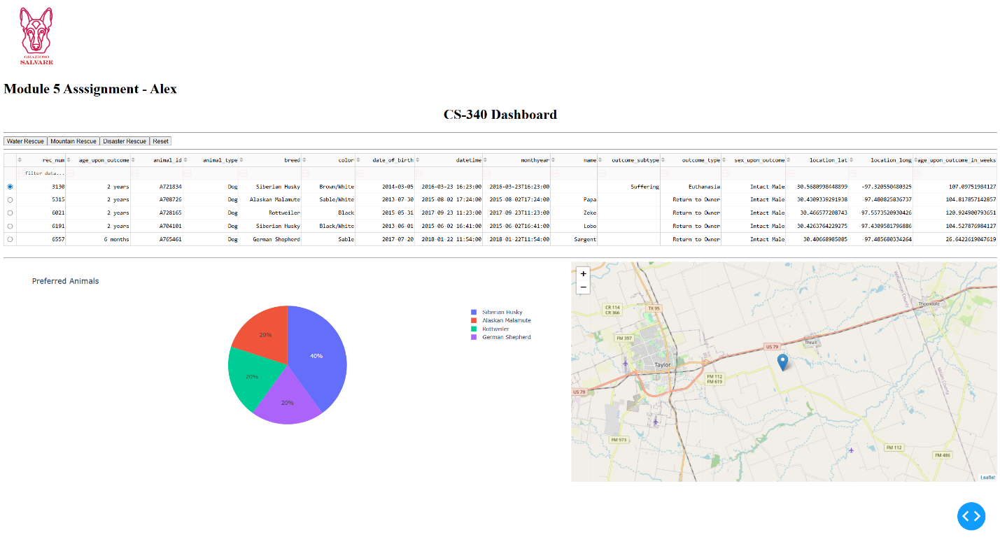 GRAZIOSO
SALVARE
Module 5 Asssignment - Alex
CS-340 Dashboard
Water Rescue Mountain Rescue Disaster Rescue Reset
rec_num age_upon_outcome animal_id animal_type breed color date_of_birth datetime monthyear name outcome_subtype outcome_type sex_upon_outcome location_lat location_long age_upon_outcome_in_weeks
filter data...
3130 2 years A721834 Dog Siberian Husky Brown/White 2014-03-05 2016-03-23 16:23:00 2016-03-23T16:23:00 Suffering Euthanasia Intact Male 30.5680998448899 -97.320550480325 107.09751984127
5315 2 years A708726 Dog Alaskan Malamute Sable/White 2013-07-30 2015-08-02 17:24:00 2015-08-02T17:24:00 Papa Return to Owner Intact Male 30.4309339291938 -97.480825836737 104.817857142857
6021 2 years A728165 Dog Rottweiler Black 2015-05-31 2017-09-23 11:23:00 2017-09-23T11:23:00 Zeke Return to Owner Intact Male 30.466577208743 -97.5573520930426 120.924900793651
6191 2 years A704101 Dog Siberian Husky Black/White 2013-06-01 2015-06-02 16:41:00 2015-06-02T16:41:00 Lobo Return to Owner Intact Male 30.4263764229275 -97.4309581796886 104.527876984127
6557 6 months A765461 Dog German Shepherd Sable 2017-07-20 2018-01-22 11:54:00 2018-01-22T11:54:00 Sargent Return to Owner Intact Male 30.40668985085 -97.485680334264 26.6422619047619
Preferred Animals
40%
20%
20%
20%
Siberian Husky
Alaskan Malamute
Rottweiler
German Shepherd
+
−
CR 114
CR 366
TX 95
Williamson County
Thorndale
FM 397
US 79
Thrall
Taylor
FM 112
FM 619
US 79
Milam County
FM 973
FM 112
FM 486
Leaflet